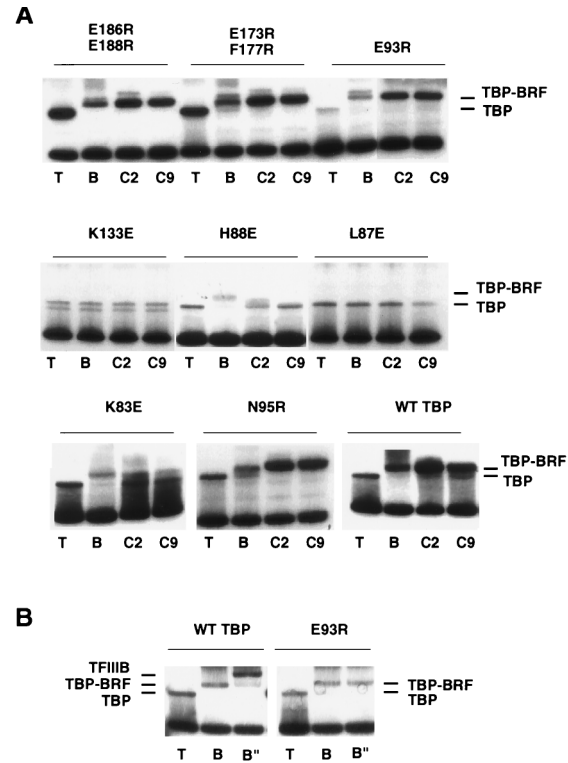 A
E186R E173R E93R
E188R F177R
TBP-BRF
TBP
T B C2 C9 T B C2 C9 T B C2 C9
K133E H88E L87E
TBP-BRF
TBP
T B C2 C9 T B C2 C9 T B C2 C9
K83E N95R WT TBP
TBP-BRF
TBP
T B C2 C9 T B C2 C9 T B C2 C9
B
WT TBP E93R
TFIIIB
TBP-BRF TBP-BRF
TBP TBP
T B B" T B B"